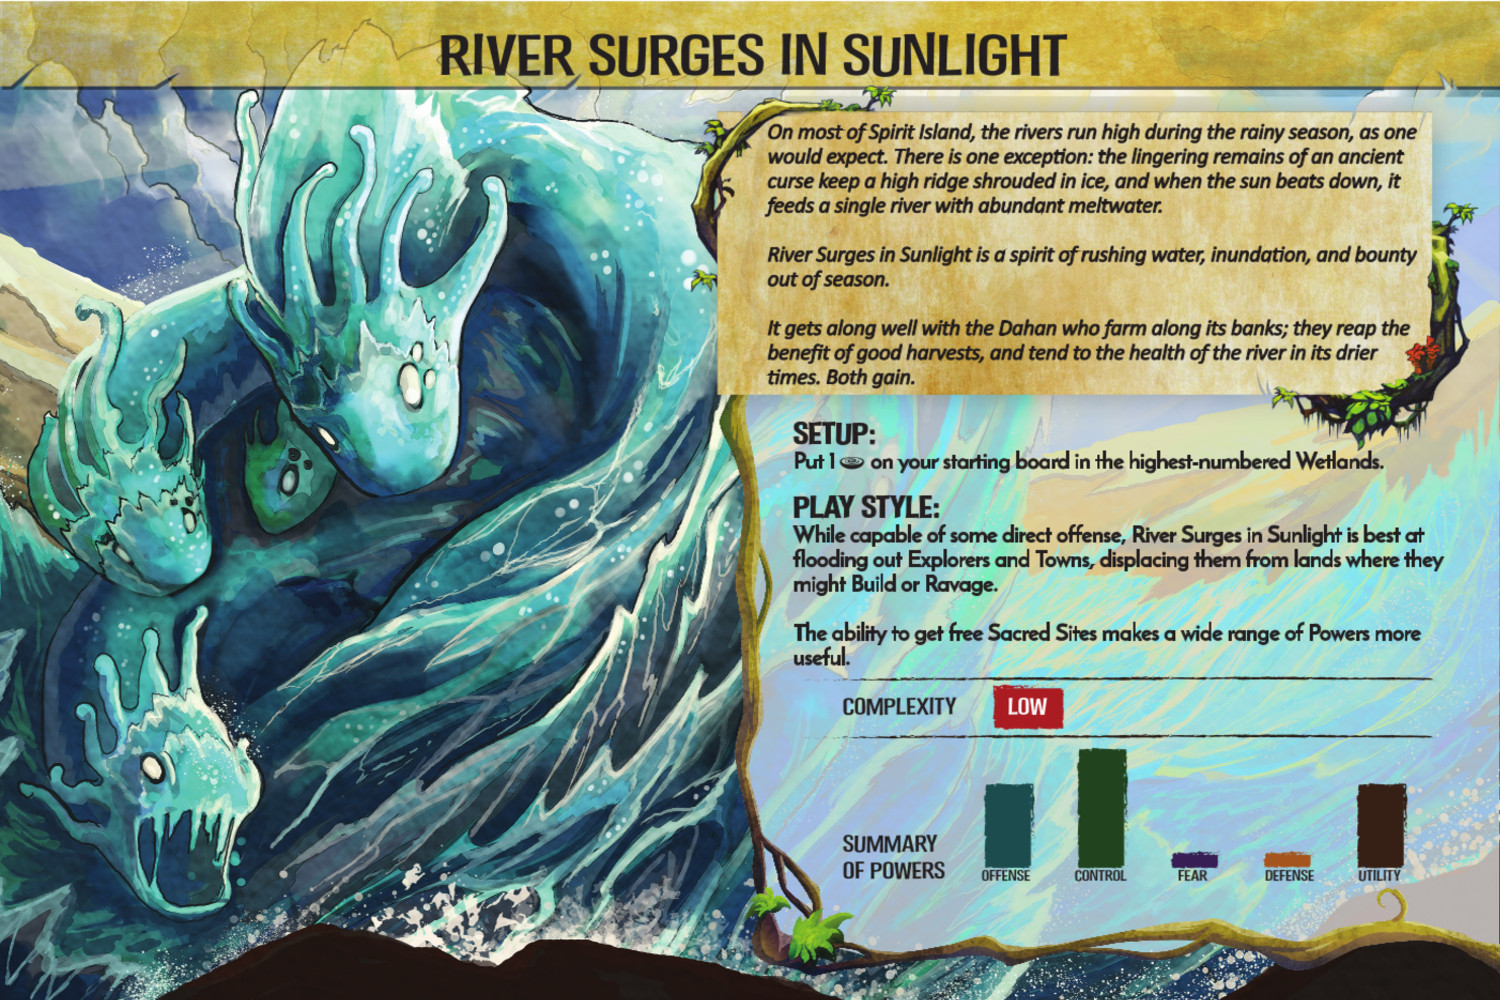 RIVER SURGES IN SUNLIGHT
On most of Spirit Island, the rivers run high during the rainy season, as one
would expect. There is one exception: the lingering remains of an ancient
curse keep a high ridge shrouded in ice, and when the sun beats down, it
feeds a single river with abundant meltwater.
River Surges in Sunlight is a spirit of rushing water, inundation, and bounty
out of season.
It gets along well with the Dahan who farm along its banks; they reap the
benefit of good harvests, and tend to the health of the river in its drier
times. Both gain.
SETUP:
Put 1 on your starting board in the highest-numbered Wetlands.
PLAY STYLE:
While capable of some direct offense, River Surges in Sunlight is best at
flooding out Explorers and Towns, displacing them from lands where they
might Build or Ravage.
The ability to get free Sacred Sites makes a wide range of Powers more
useful.
COMPLEXITY LOW
SUMMARY
OF POWERS
OFFENSE CONTROL FEAR DEFENSE UTILITY